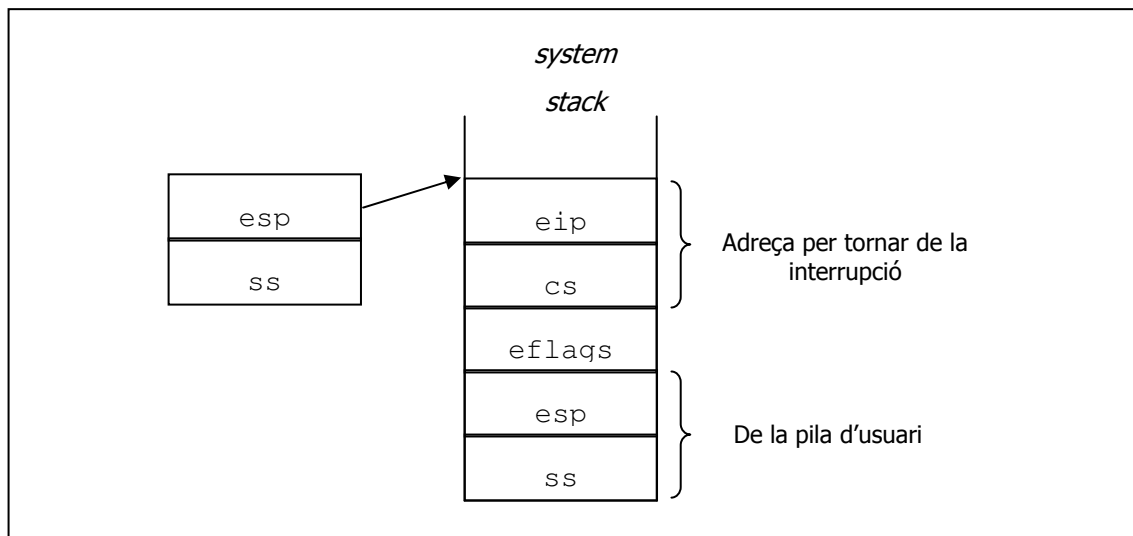 system
stack
esp
ss
eip
cs
eflags
esp
ss
Adreça per tornar de la
interrupció
De la pila d'usuari